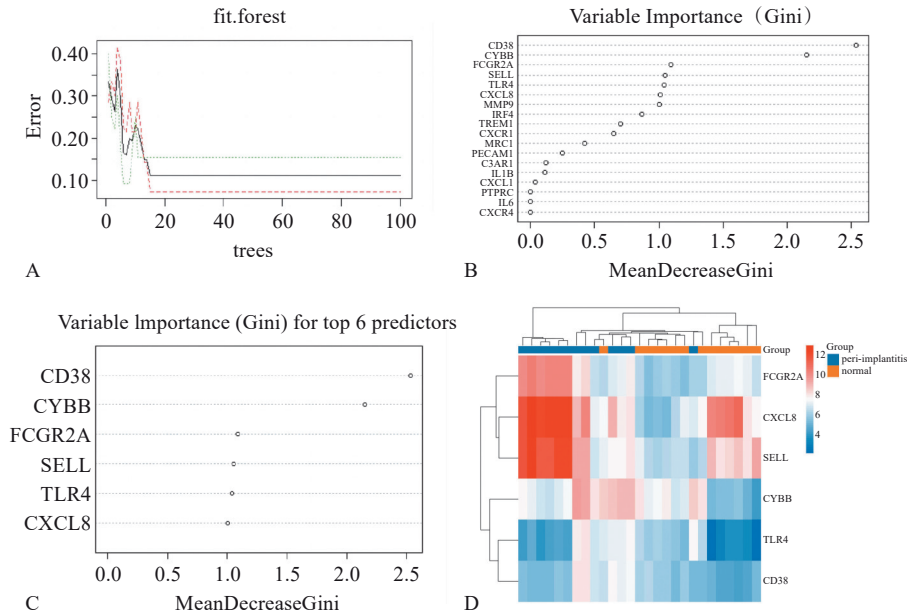 fit.forest
Error
0.40
0.30
0.20
0.10
0 20 40 60 80 100
trees
A
Variable Importance（Gini）
CD38
CYBB
FCGR2A
SELL
TLR4
CXCL8
MMP9
IRF4
TREM1
CXCR1
MRC1
PECAM1
C3AR1
IL1B
CXCL1
PTPRC
IL6
CXCR4
0.0 0.5 1.0 1.5 2.0 2.5
MeanDecreaseGini
B
Variable lmportance (Gini) for top 6 predictors
CD38
CYBB
FCGR2A
SELL
TLR4
CXCL8
0.0 0.5 1.0 1.5 2.0 2.5
MeanDecreaseGini
C
Group
FCGR2A
CXCL8
SELL
CYBB
TLR4
CD38
12
10
8
6
4
Group
peri-implantitis
normal
D